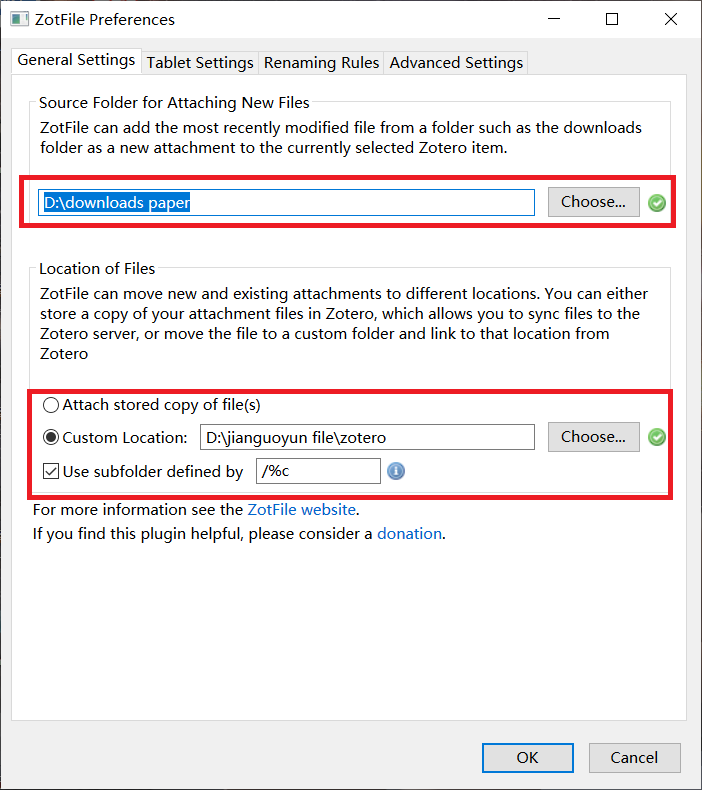 ZotFile Preferences
General Settings Tablet Settings Renaming Rules Advanced Settings
Source Folder for Attaching New Files
ZotFile can add the most recently modified file from a folder such as the downloads
folder as a new attachment to the currently selected Zotero item.
D:\downloads paper Choose...
Location of Files
ZotFile can move new and existing attachments to different locations. You can either
store a copy of your attachment files in Zotero, which allows you to sync files to the
Zotero server, or move the file to a custom folder and link to that location from
Zotero
Attach stored copy of file(s)
Custom Location: D:\jianguoyun file\zotero Choose...
Use subfolder defined by /%c
For more information see the ZotFile website.
If you find this plugin helpful, please consider a donation.
OK Cancel